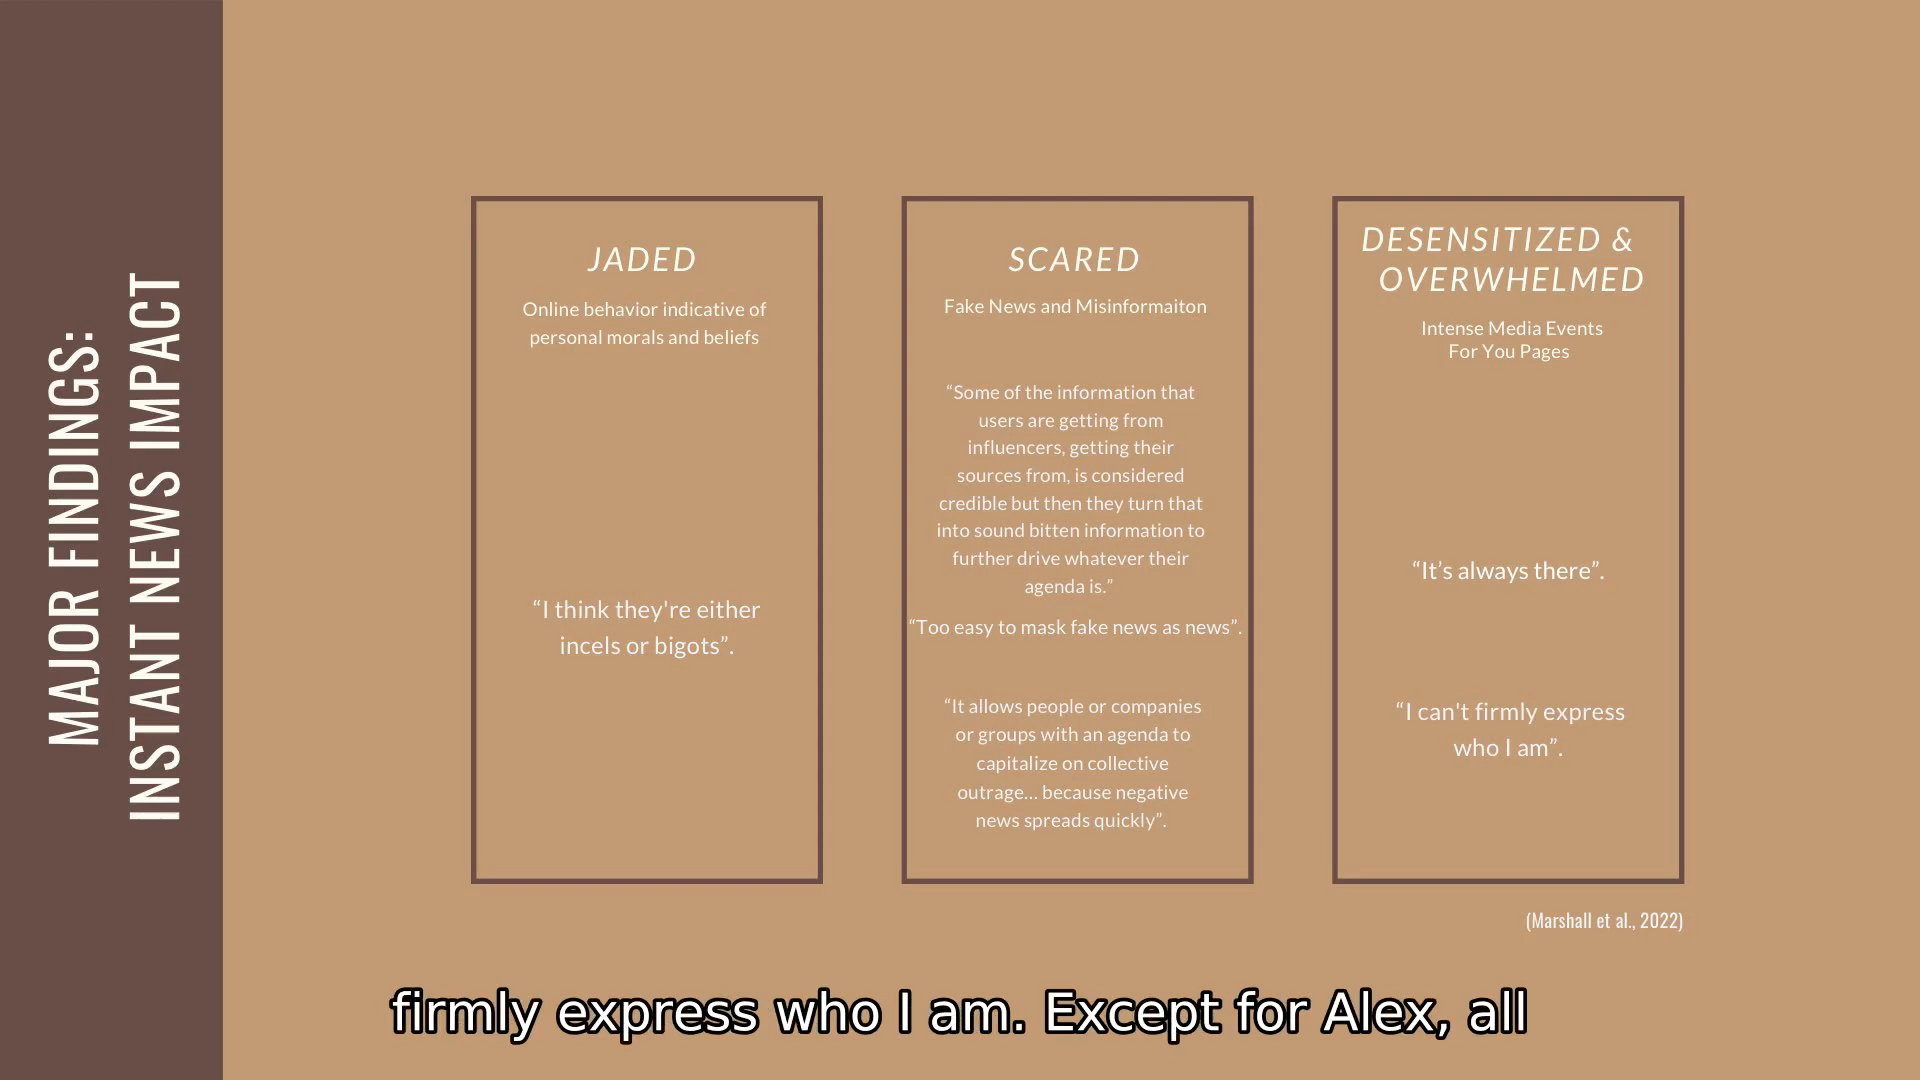 MAJOR FINDINGS:
INSTANT NEWS IMPACT
JADED
Online behavior indicative of
personal morals and beliefs
“I think they're either
incels or bigots”.
SCARED
Fake News and Misinformaiton
“Some of the information that
users are getting from
influencers, getting their
sources from, is considered
credible but then they turn that
into sound bitten information to
further drive whatever their
agenda is.”
“Too easy to mask fake news as news”.
“It allows people or companies
or groups with an agenda to
capitalize on collective
outrage... because negative
news spreads quickly”.
DESENSITIZED &
OVERWHELMED
Intense Media Events
For You Pages
“It’s always there”.
“I can't firmly express
who I am”.
(Marshall et al., 2022)
firmly express who I am. Except for Alex, all